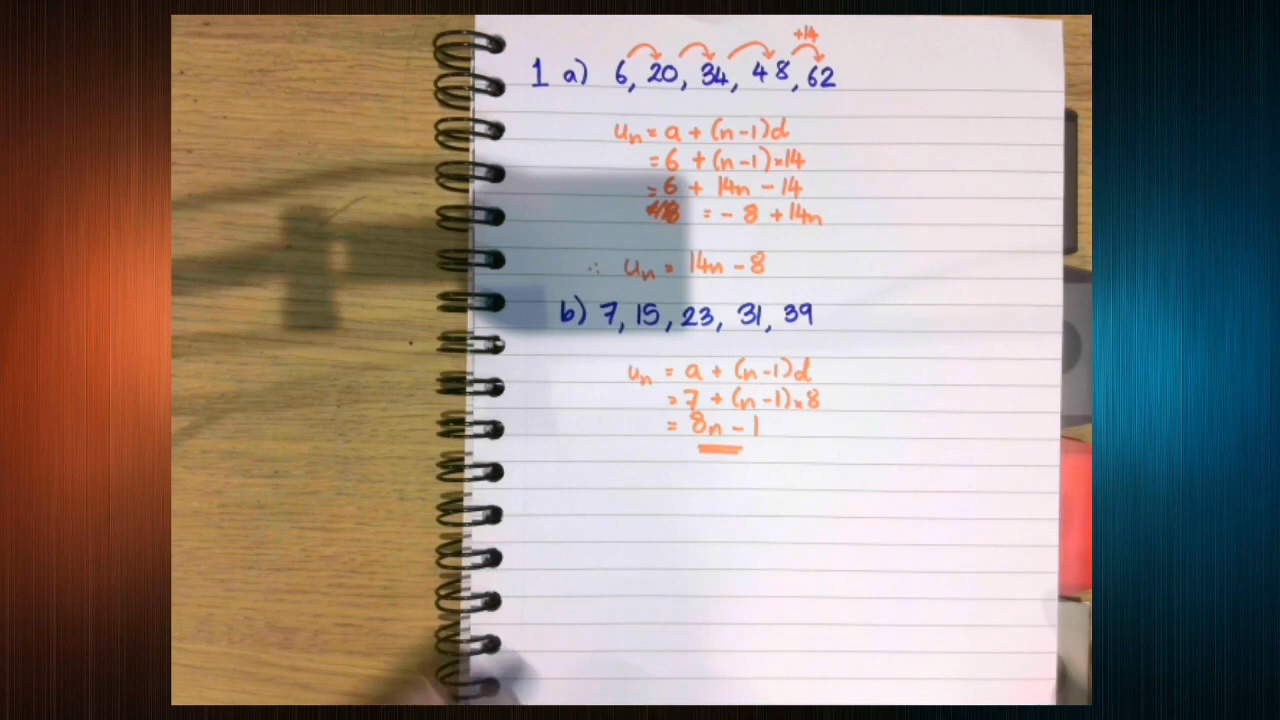 +14
1 a) 6, 20, 34, 48, 62
uₙ = a + (n-1)d
= 6 + (n-1)×14
= 6 + 14n - 14
= - 8 + 14n
∴ uₙ = 14n - 8
b) 7, 15, 23, 31, 39
uₙ = a + (n-1)d
= 7 + (n-1)×8
= 8n - 1